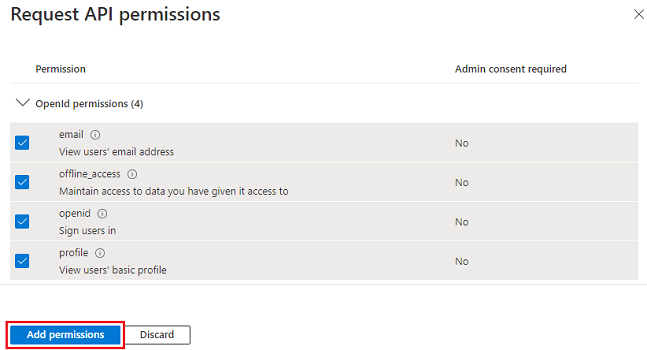 Request API permissions
Permission Admin consent required
OpenId permissions (4)
email
View users' email address
No
offline_access
Maintain access to data you have given it access to
No
openid
Sign users in
No
profile
View users' basic profile
No
Add permissions Discard